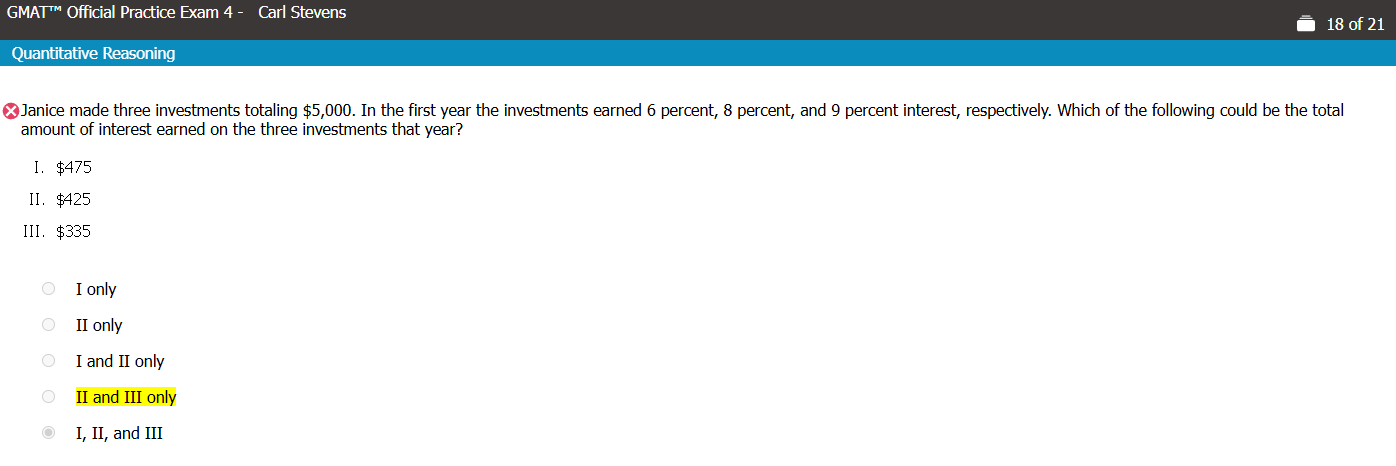 GMAT™ Official Practice Exam 4 - Carl Stevens
18 of 21
Quantitative Reasoning
Janice made three investments totaling $5,000. In the first year the investments earned 6 percent, 8 percent, and 9 percent interest, respectively. Which of the following could be the total
amount of interest earned on the three investments that year?
I. $475
II. $425
III. $335
I only
II only
I and II only
II and III only
I, II, and III